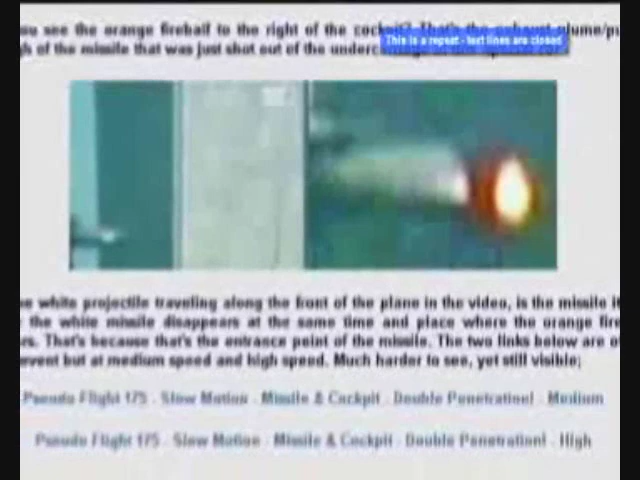 ou see the orange fireball to the right of the cockpit? That's the exhaust plume/pu
gh of the missile that was just shot out of the underc
This is a repeat - text lines are closed
e white projectile traveling along the front of the plane in the video, is the missile it
the white missile disappears at the same time and place where the orange fire
rs. That's because that's the entrance point of the missile. The two links below are o
event but at medium speed and high speed. Much harder to see, yet still visible;
Pseudo Flight 175 - Slow Motion - Missile & Cockpit - Double Penetration! - Medium
Pseudo Flight 175 - Slow Motion - Missile & Cockpit - Double Penetration! - High